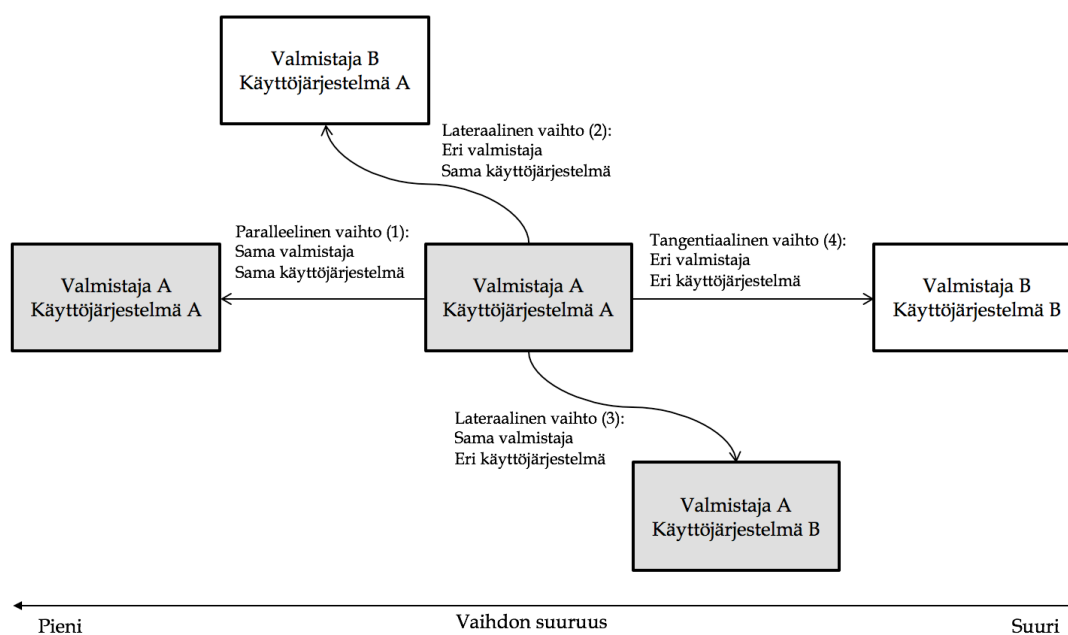 Valmistaja B
Käyttöjärjestelmä A
Lateraalinen vaihto (2):
Eri valmistaja
Sama käyttöjärjestelmä
Paralleelinen vaihto (1):
Sama valmistaja
Sama käyttöjärjestelmä
Tangentiaalinen vaihto (4):
Eri valmistaja
Eri käyttöjärjestelmä
Valmistaja A
Käyttöjärjestelmä A
Valmistaja A
Käyttöjärjestelmä A
Valmistaja B
Käyttöjärjestelmä B
Lateraalinen vaihto (3):
Sama valmistaja
Eri käyttöjärjestelmä
Valmistaja A
Käyttöjärjestelmä B
Pieni
Vaihdon suuruus
Suuri